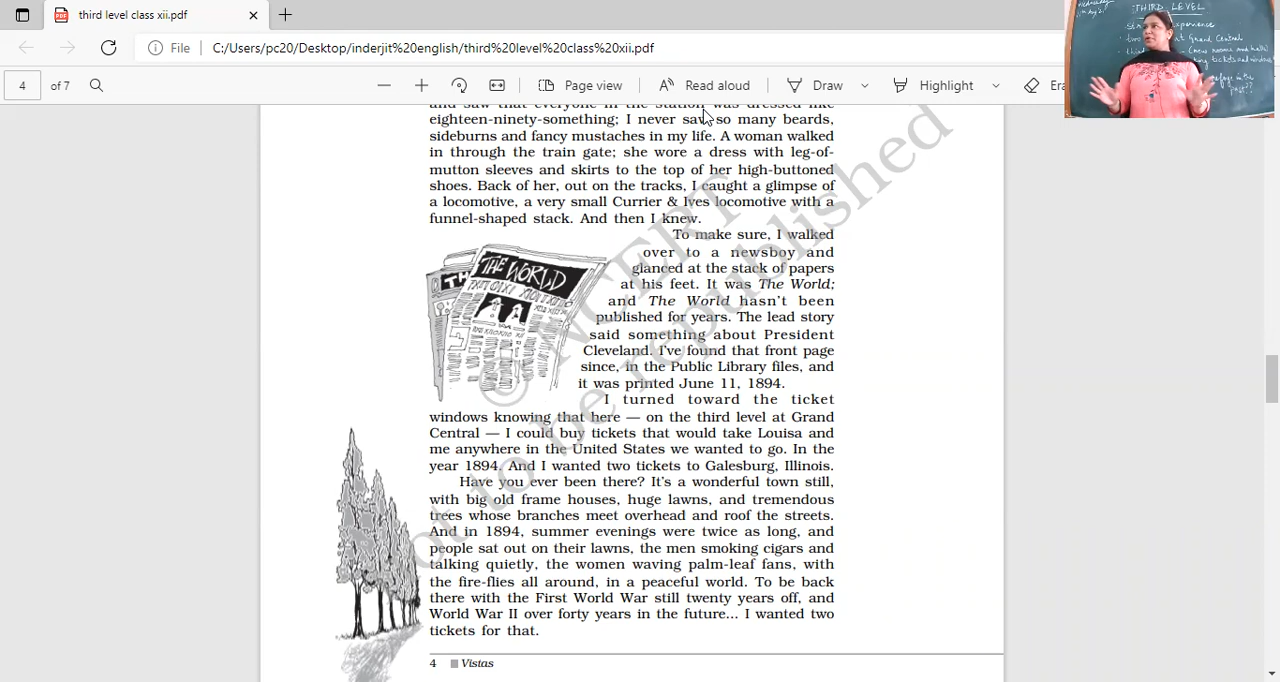 third level class xii.pdf
File C:/Users/pc20/Desktop/inderjit%20english/third%20level%20class%20xii.pdf
4 of 7 Page view Read aloud Draw Highlight
THIRD LEVEL
and saw that everyone in the station was dressed like
eighteen-ninety-something; I never saw so many beards,
sideburns and fancy mustaches in my life. A woman walked
in through the train gate; she wore a dress with leg-of-
mutton sleeves and skirts to the top of her high-buttoned
shoes. Back of her, out on the tracks, I caught a glimpse of
a locomotive, a very small Currier & Ives locomotive with a
funnel-shaped stack. And then I knew.
To make sure, I walked
over to a newsboy and
glanced at the stack of papers
at his feet. It was The World;
and The World hasn't been
published for years. The lead story
said something about President
Cleveland. I've found that front page
since, in the Public Library files, and
it was printed June 11, 1894.
THE WORLD
I turned toward the ticket
windows knowing that here — on the third level at Grand
Central — I could buy tickets that would take Louisa and
me anywhere in the United States we wanted to go. In the
year 1894. And I wanted two tickets to Galesburg, Illinois.
Have you ever been there? It's a wonderful town still,
with big old frame houses, huge lawns, and tremendous
trees whose branches meet overhead and roof the streets.
And in 1894, summer evenings were twice as long, and
people sat out on their lawns, the men smoking cigars and
talking quietly, the women waving palm-leaf fans, with
the fire-flies all around, in a peaceful world. To be back
there with the First World War still twenty years off, and
World War II over forty years in the future... I wanted two
tickets for that.
4 Vistas
© NCERT
not to be republished